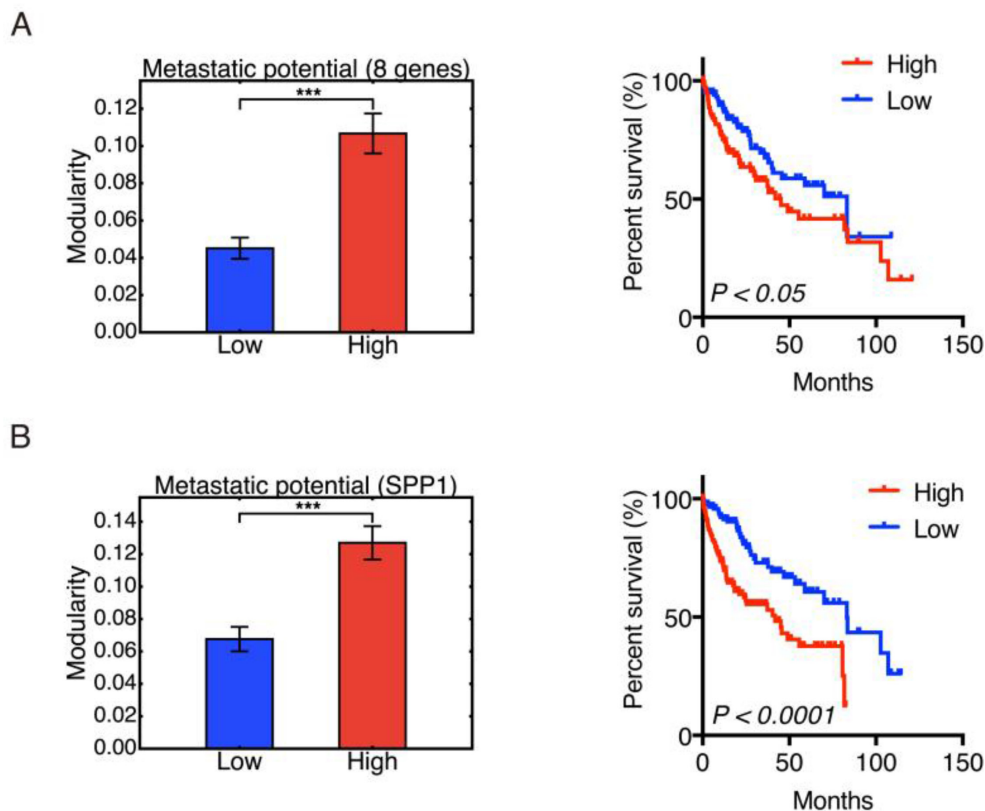 A
Metastatic potential (8 genes)
***
Modularity
0.12
0.10
0.08
0.06
0.04
0.02
0.00
Low
High
High
Low
Percent survival (%)
100
50
0
P < 0.05
0
50
100
150
Months
B
Metastatic potential (SPP1)
***
Modularity
0.14
0.12
0.10
0.08
0.06
0.04
0.02
0.00
Low
High
High
Low
Percent survival (%)
100
50
0
P < 0.0001
0
50
100
150
Months